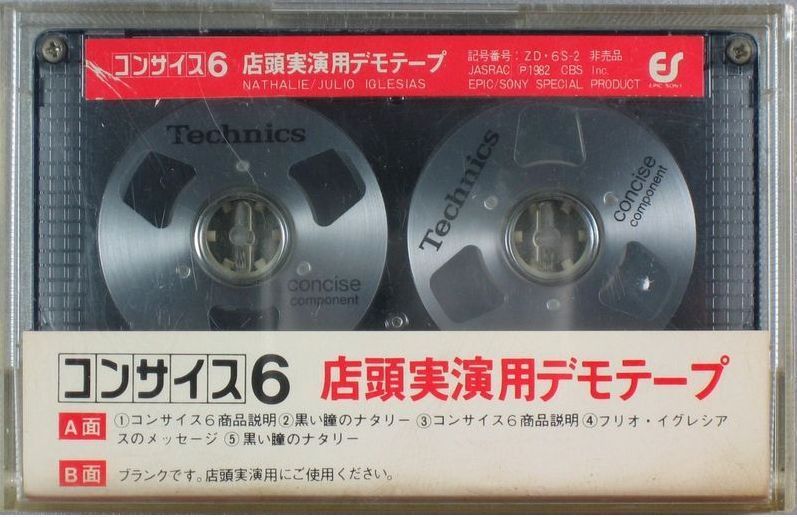 コンサイス6 店頭実演用デモテープ
NATHALIE/JULIO IGLESIAS
記号番号：ZD・6S-2 非売品
JASRAC Ⓟ1982 CBS Inc.
EPIC/SONY SPECIAL PRODUCT
ES
EPIC SONY
Technics
concise
component
Technics
concise
component
コンサイス6 店頭実演用デモテープ
A面 ①コンサイス6商品説明②黒い瞳のナタリー③コンサイス6商品説明④フリオ・イグレシア
スのメッセージ⑤黒い瞳のナタリー
B面 ブランクです。店頭実演用にご使用ください。